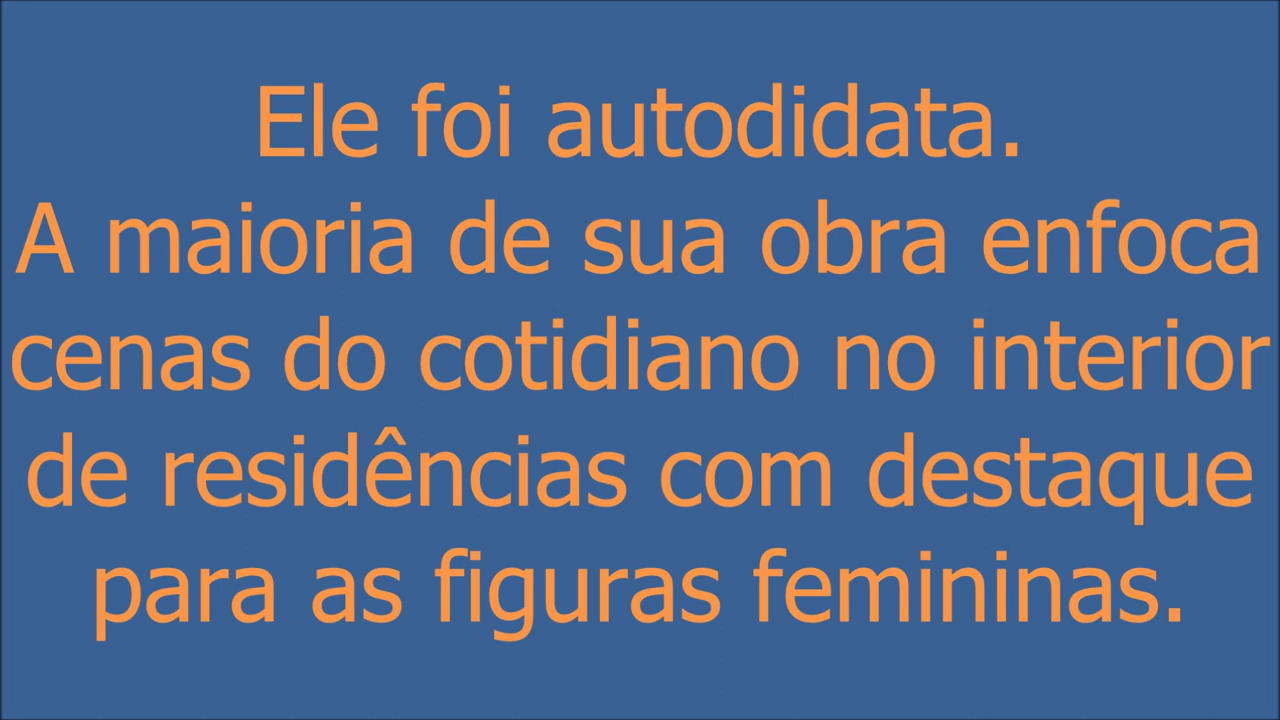 Ele foi autodidata.
A maioria de sua obra enfoca
cenas do cotidiano no interior
de residências com destaque
para as figuras femininas.